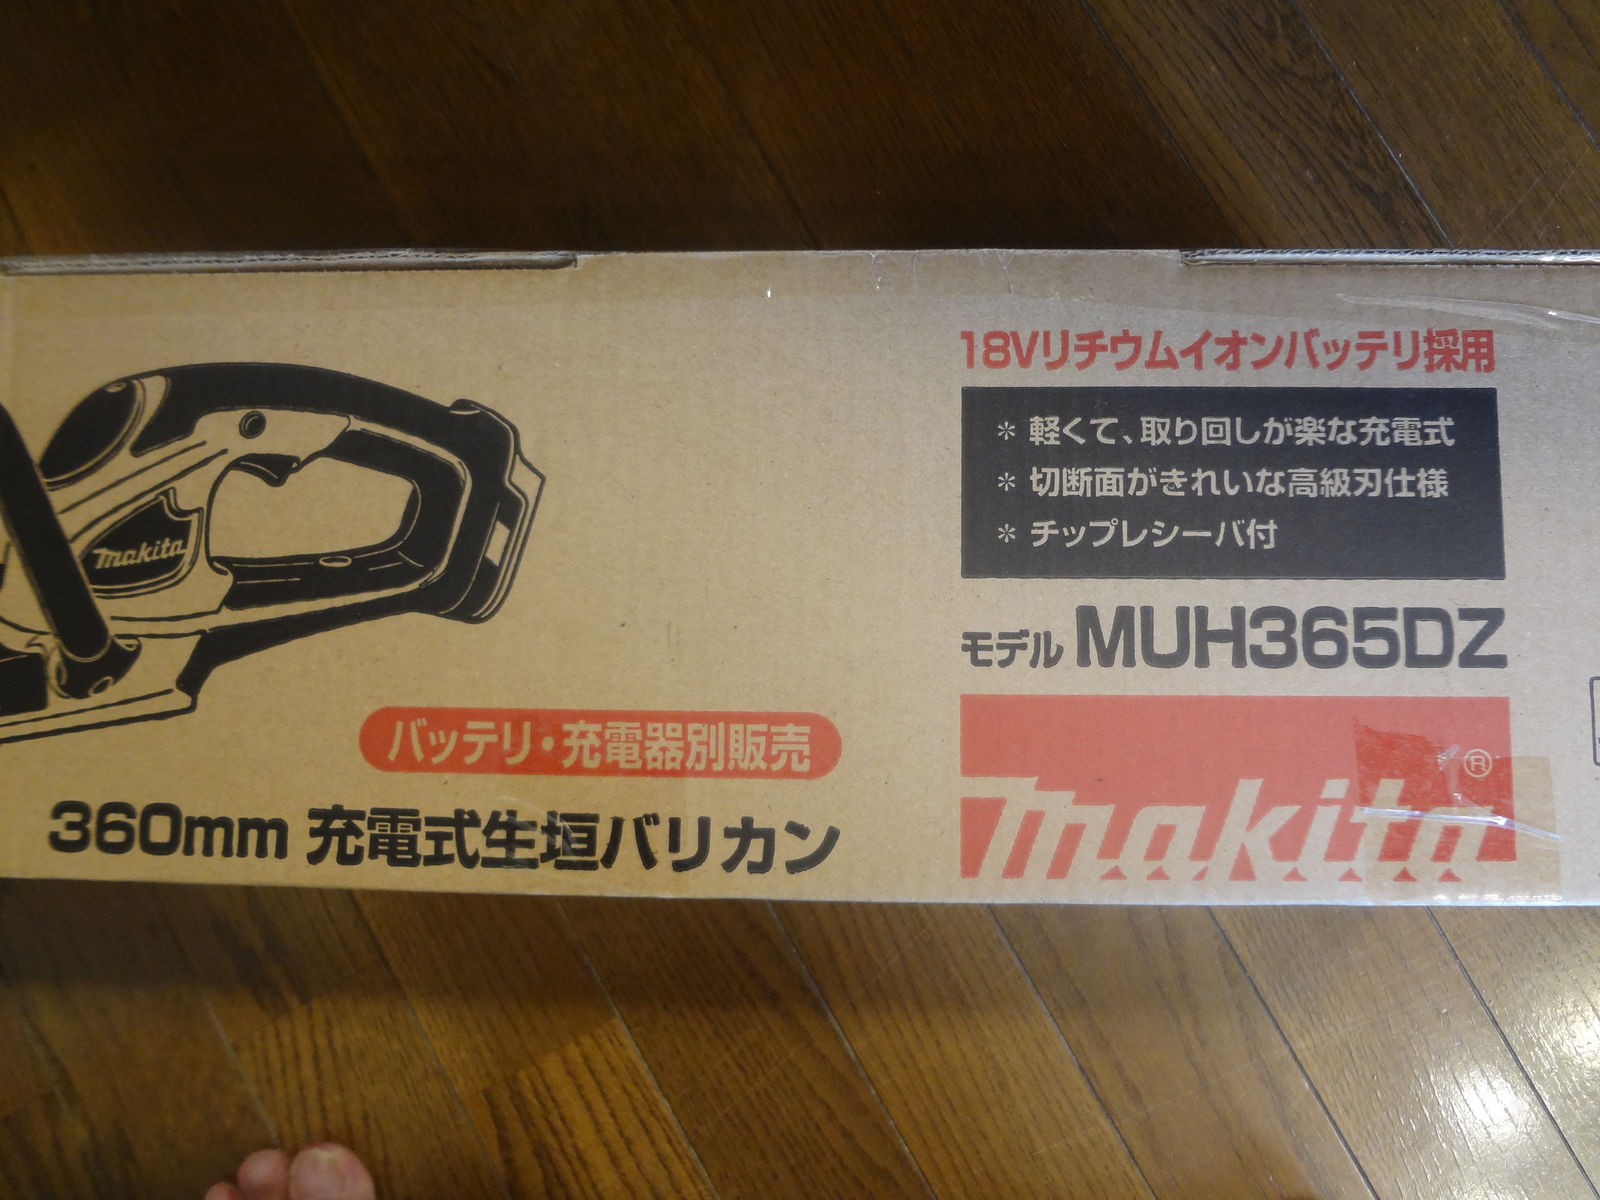 makita
バッテリ・充電器別販売
360mm 充電式生垣バリカン
18Vリチウムイオンバッテリ採用
* 軽くて、取り回しが楽な充電式
* 切断面がきれいな高級刃仕様
* チップレシーバ付
モデル MUH365DZ
makita®